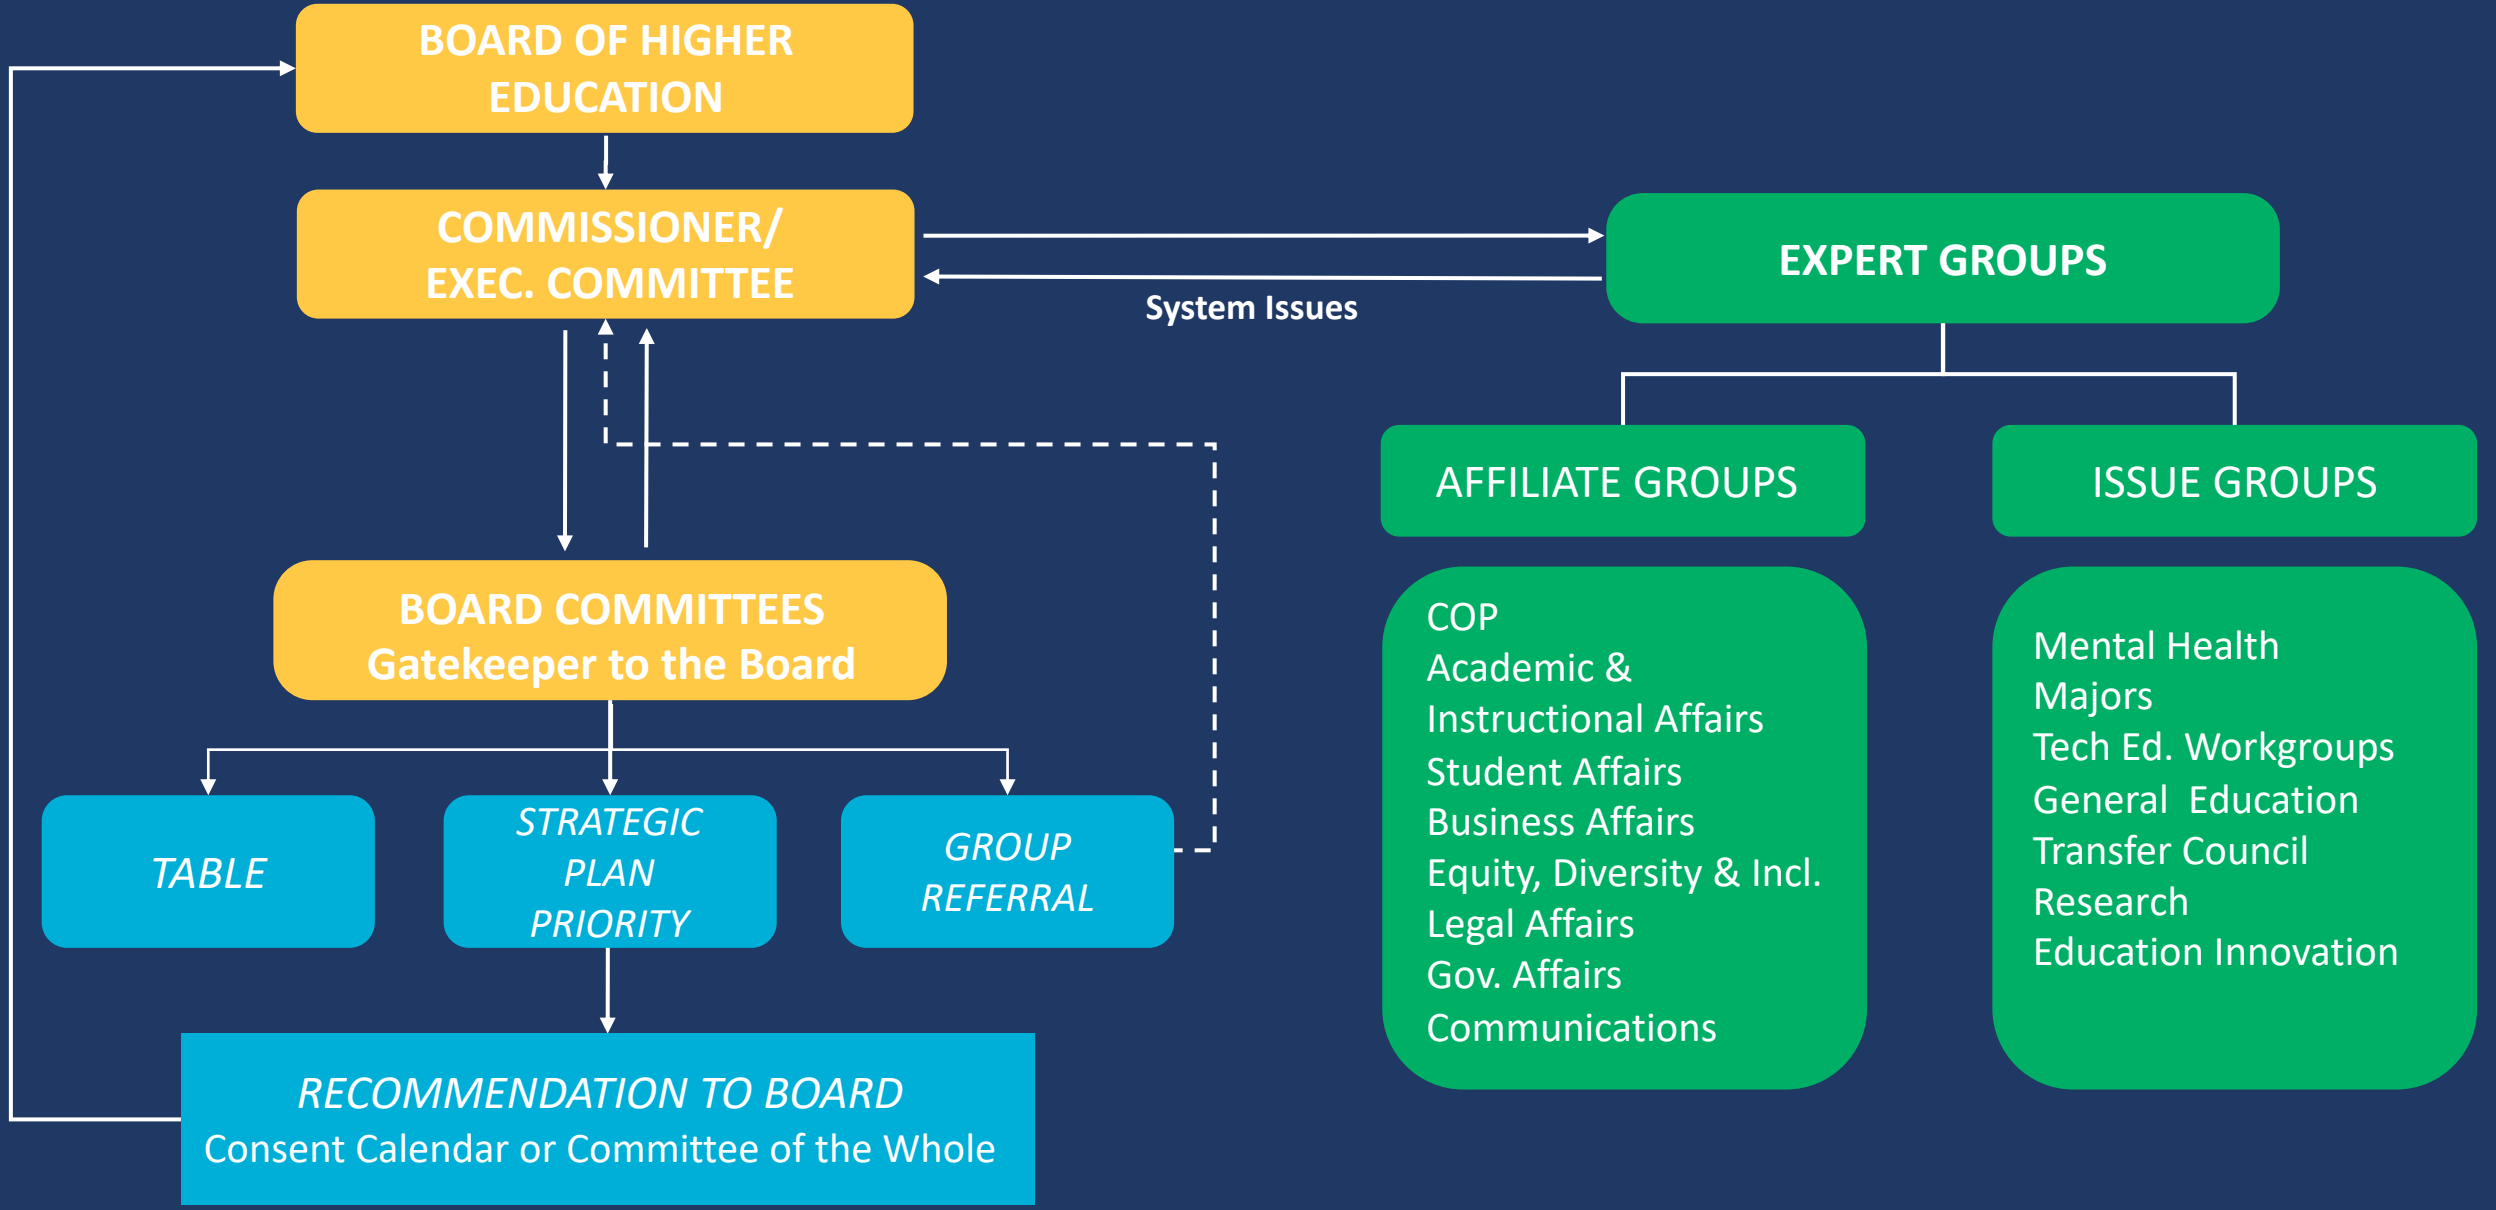 BOARD OF HIGHER
EDUCATION
COMMISSIONER/
EXEC. COMMITTEE
System Issues
EXPERT GROUPS
AFFILIATE GROUPS
ISSUE GROUPS
BOARD COMMITTEES
Gatekeeper to the Board
TABLE
STRATEGIC
PLAN
PRIORITY
GROUP
REFERRAL
RECOMMENDATION TO BOARD
Consent Calendar or Committee of the Whole
COP
Academic &
Instructional Affairs
Student Affairs
Business Affairs
Equity, Diversity & Incl.
Legal Affairs
Gov. Affairs
Communications
Mental Health
Majors
Tech Ed. Workgroups
General  Education
Transfer Council
Research
Education Innovation